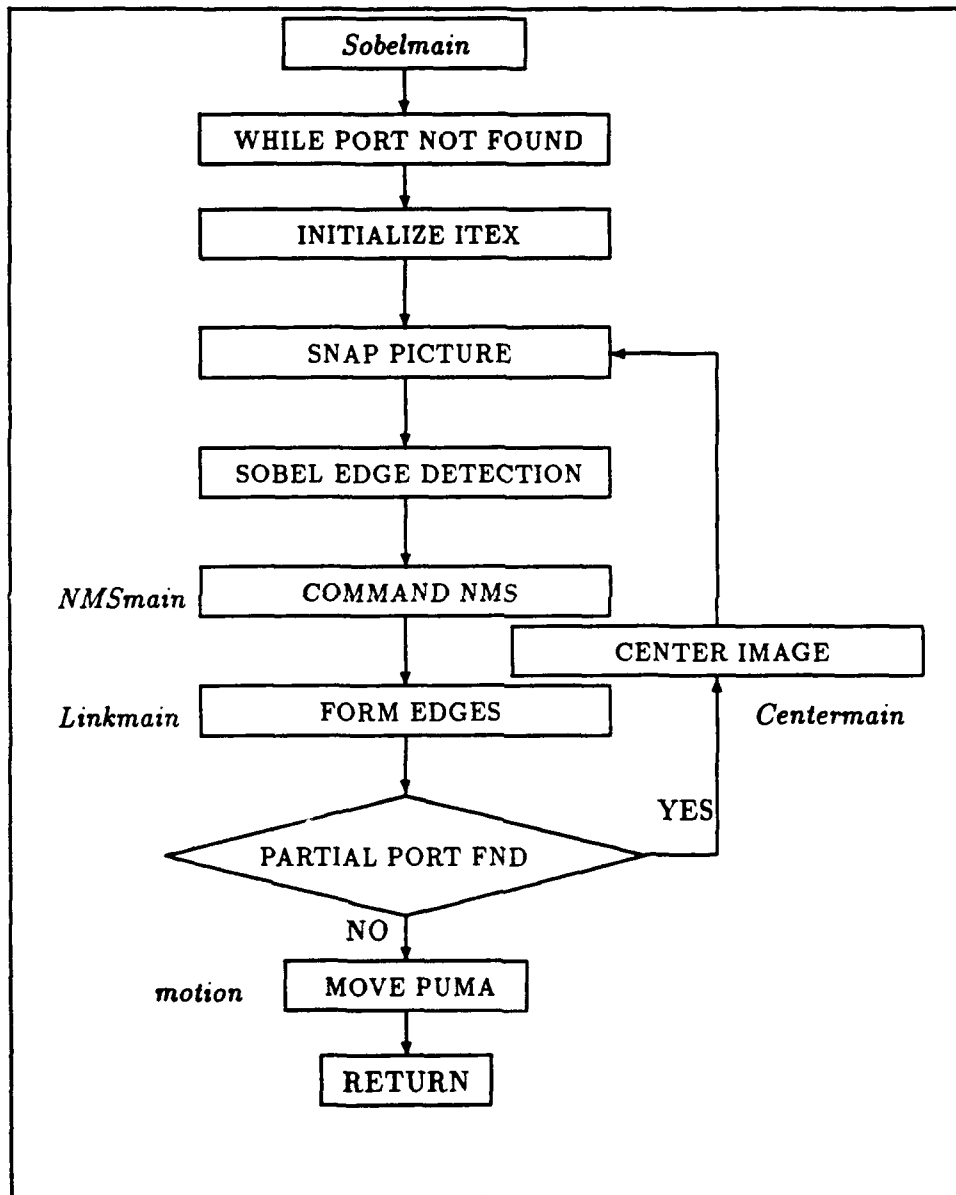 Sobelmain
WHILE PORT NOT FOUND
INITIALIZE ITEX
SNAP PICTURE
SOBEL EDGE DETECTION
NMSmain
COMMAND NMS
CENTER IMAGE
Linkmain
FORM EDGES
Centermain
YES
PARTIAL PORT FND
NO
motion
MOVE PUMA
RETURN